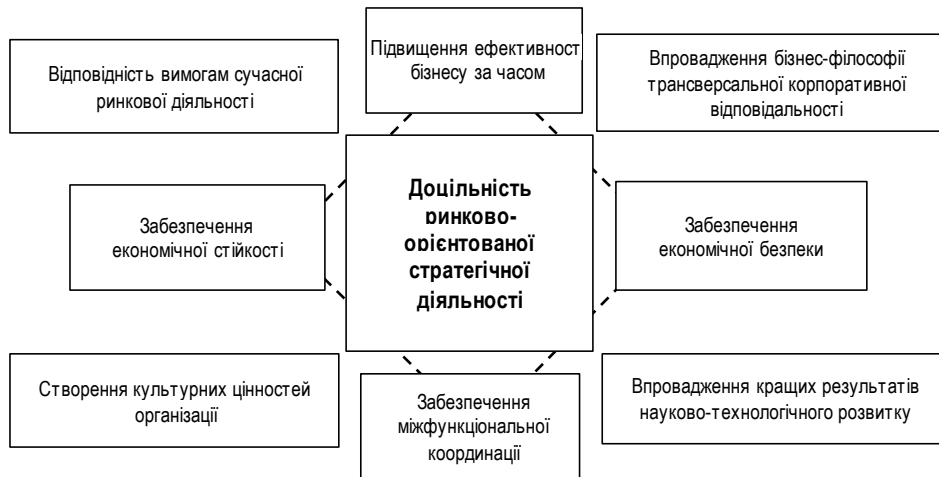 Відповідність вимогам сучасної
ринкової діяльності
Підвищення ефективност
бізнесу за часом
Впровадження бізнес-філософії
трансверсальної корпоративної
відповідальності
Забезпечення
економічної стійкості
Доцільність
ринково-
орієнтованої
стратегічної
діяльності
Забезпечення
економічної безпеки
Створення культурних цінностей
організації
Забезпечення
міжфункціональної
координації
Впровадження кращих результатів
науково-технологічного розвитку